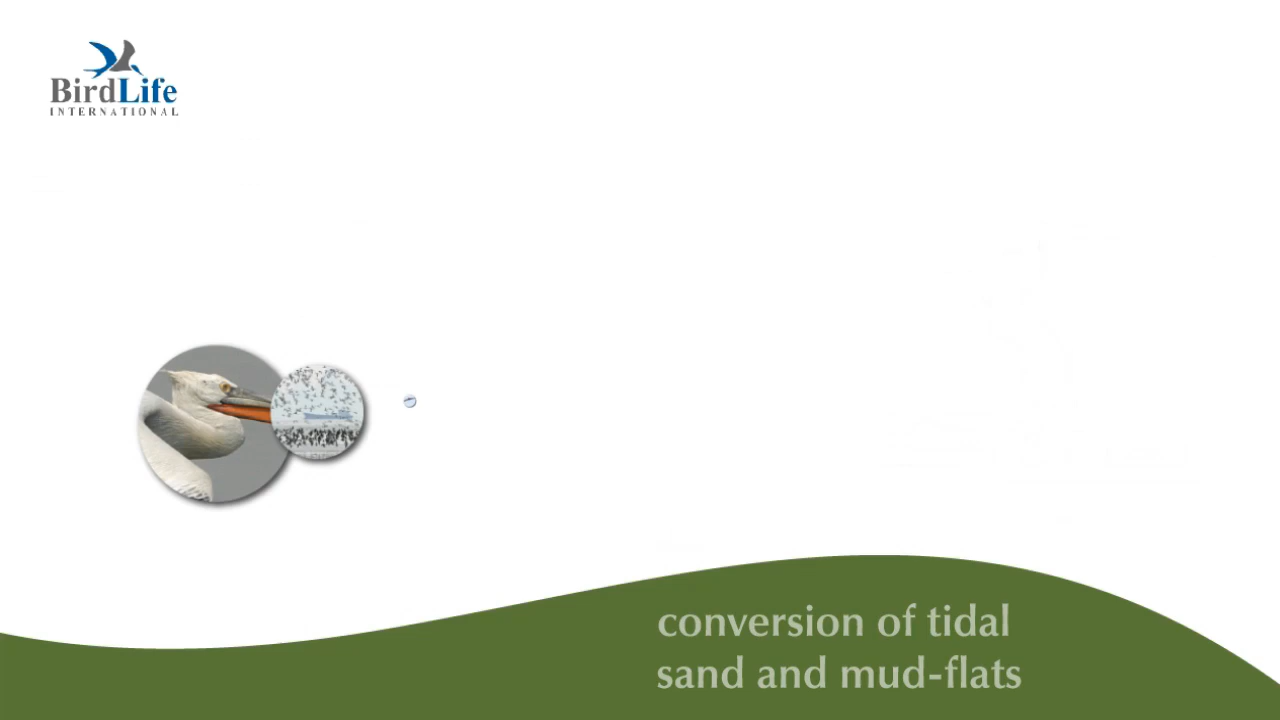 BirdLife
INTERNATIONAL
conversion of tidal
sand and mud-flats